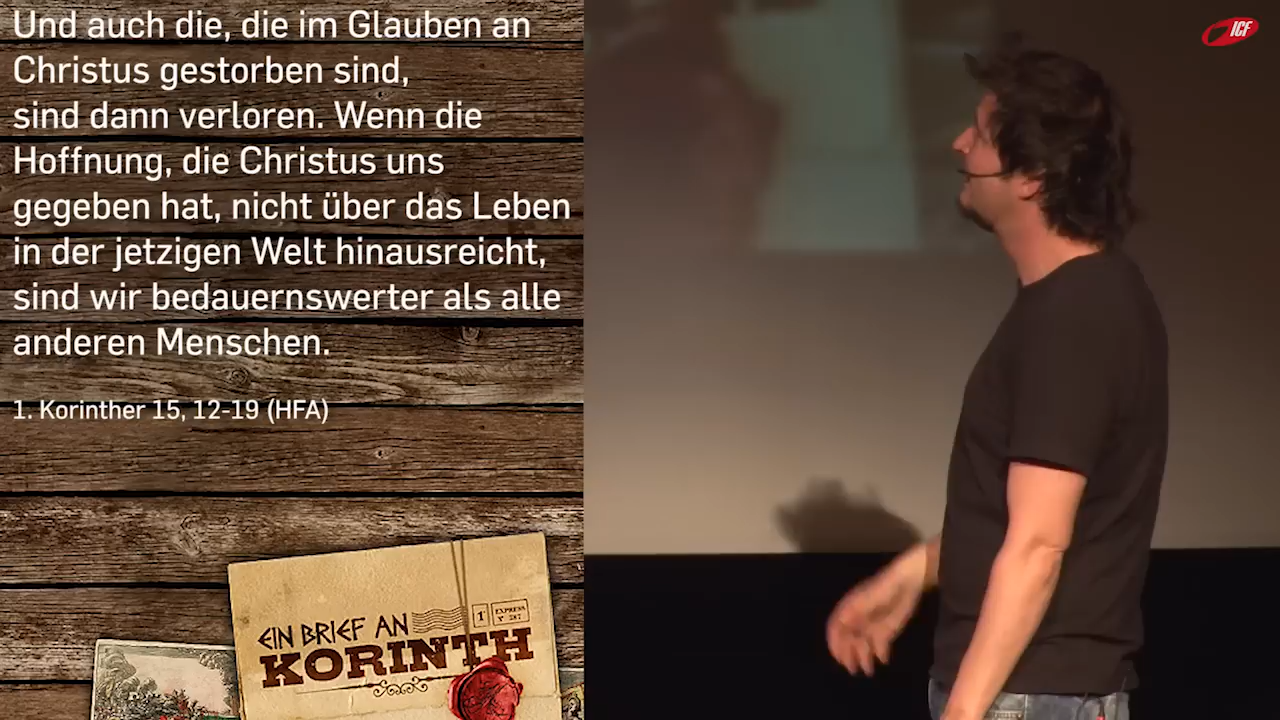 Und auch die, die im Glauben an
Christus gestorben sind,
sind dann verloren. Wenn die
Hoffnung, die Christus uns
gegeben hat, nicht über das Leben
in der jetzigen Welt hinausreicht,
sind wir bedauernswerter als alle
anderen Menschen.
1. Korinther 15, 12-19 (HFA)
EIN BRIEF AN
KORINTH
EXPRESS
ICF